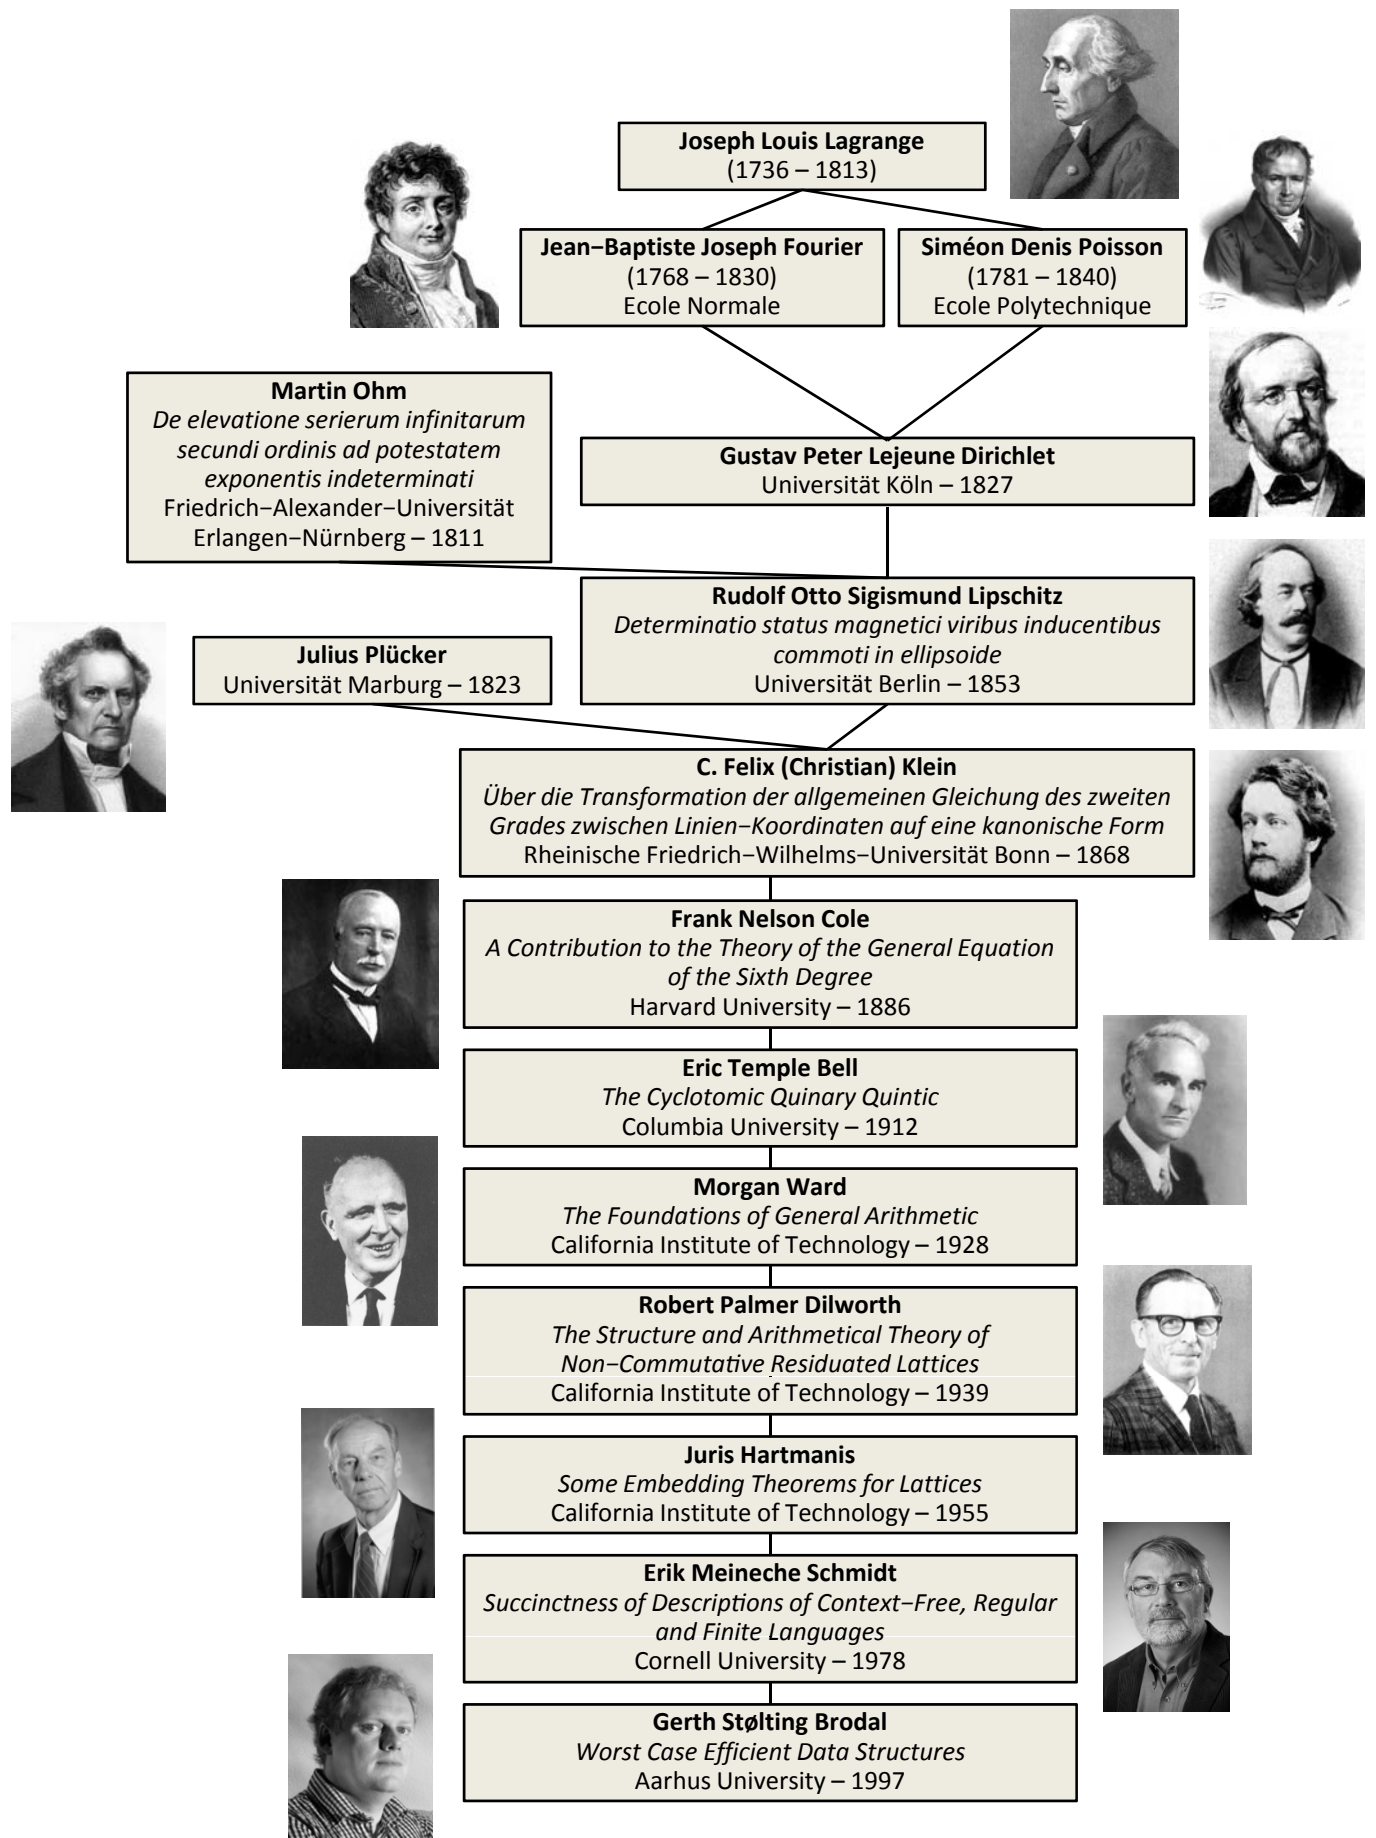 Joseph Louis Lagrange
(1736 – 1813)
Jean−Baptiste Joseph Fourier
(1768 – 1830)
Ecole Normale
Siméon Denis Poisson
(1781 – 1840)
Ecole Polytechnique
Martin Ohm
De elevatione serierum infinitarum
secundi ordinis ad potestatem
exponentis indeterminati
Friedrich−Alexander−Universität
Erlangen−Nürnberg – 1811
Gustav Peter Lejeune Dirichlet
Universität Köln – 1827
Rudolf Otto Sigismund Lipschitz
Determinatio status magnetici viribus inducentibus
commoti in ellipsoide
Universität Berlin – 1853
Julius Plücker
Universität Marburg – 1823
C. Felix (Christian) Klein
Über die Transformation der allgemeinen Gleichung des zweiten
Grades zwischen Linien−Koordinaten auf eine kanonische Form
Rheinische Friedrich−Wilhelms−Universität Bonn – 1868
Frank Nelson Cole
A Contribution to the Theory of the General Equation
of the Sixth Degree
Harvard University – 1886
Eric Temple Bell
The Cyclotomic Quinary Quintic
Columbia University – 1912
Morgan Ward
The Foundations of General Arithmetic
California Institute of Technology – 1928
Robert Palmer Dilworth
The Structure and Arithmetical Theory of
Non−Commutative Residuated Lattices
California Institute of Technology – 1939
Juris Hartmanis
Some Embedding Theorems for Lattices
California Institute of Technology – 1955
Erik Meineche Schmidt
Succinctness of Descriptions of Context−Free, Regular
and Finite Languages
Cornell University – 1978
Gerth Stølting Brodal
Worst Case Efficient Data Structures
Aarhus University – 1997